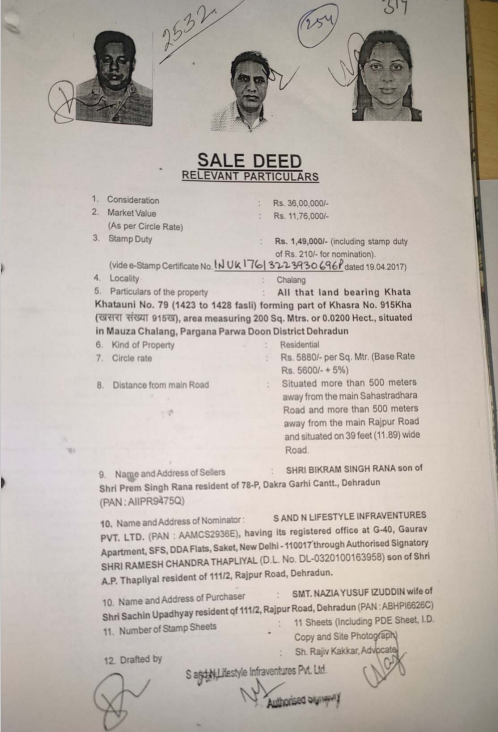 2532
254
317
SALE DEED
RELEVANT PARTICULARS
1. Consideration : Rs. 36,00,000/-
2. Market Value : Rs. 11,76,000/-
(As per Circle Rate)
3. Stamp Duty : Rs. 1,49,000/- (including stamp duty
of Rs. 210/- for nomination).
(vide e-Stamp Certificate No. INUK17613223930696P dated 19.04.2017)
4. Locality : Chalang
5. Particulars of the property : All that land bearing Khata
Khatauni No. 79 (1423 to 1428 fasli) forming part of Khasra No. 915Kha
(खसरा संख्या 915ख), area measuring 200 Sq. Mtrs. or 0.0200 Hect., situated
in Mauza Chalang, Pargana Parwa Doon District Dehradun
6. Kind of Property : Residential
7. Circle rate : Rs. 5880/- per Sq. Mtr. (Base Rate
Rs. 5600/- + 5%)
8. Distance from main Road : Situated more than 500 meters
away from the main Sahastradhara
Road and more than 500 meters
away from the main Rajpur Road
and situated on 39 feet (11.89) wide
Road.
9. Name and Address of Sellers : SHRI BIKRAM SINGH RANA son of
Shri Prem Singh Rana resident of 78-P, Dakra Garhi Cantt., Dehradun
(PAN : AIIPR9475Q)
10. Name and Address of Nominator : S AND N LIFESTYLE INFRAVENTURES
PVT. LTD. (PAN : AAMCS2936E), having its registered office at G-40, Gaurav
Apartment, SFS, DDA Flats, Saket, New Delhi - 110017 through Authorised Signatory
SHRI RAMESH CHANDRA THAPLIYAL (D.L. No. DL-0320100163958) son of Shri
A.P. Thapliyal resident of 111/2, Rajpur Road, Dehradun.
10. Name and Address of Purchaser : SMT. NAZIA YUSUF IZUDDIN wife of
Shri Sachin Upadhyay resident of 111/2, Rajpur Road, Dehradun (PAN : ABHPI6626C)
11. Number of Stamp Sheets : 11 Sheets (Including PDE Sheet, I.D.
Copy and Site Photograph)
12. Drafted by : Sh. Rajiv Kakkar, Advocate
S and N Lifestyle Infraventures Pvt. Ltd.
Authorised Signatory